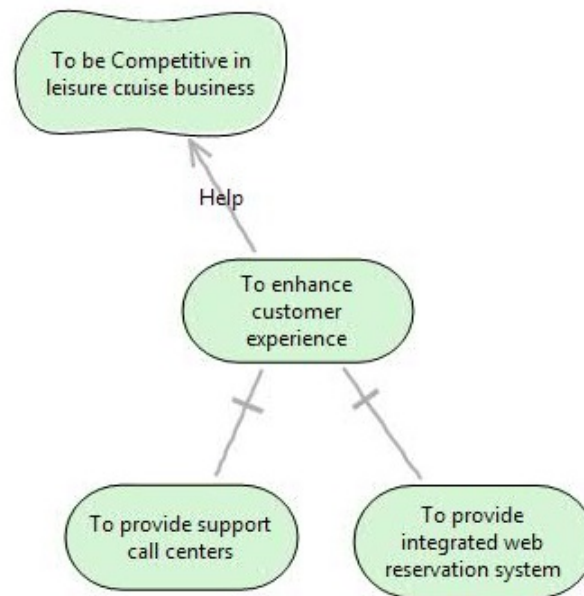 To be Competitive in
leisure cruise business
Help
To enhance
customer
experience
To provide support
call centers
To provide
integrated web
reservation system